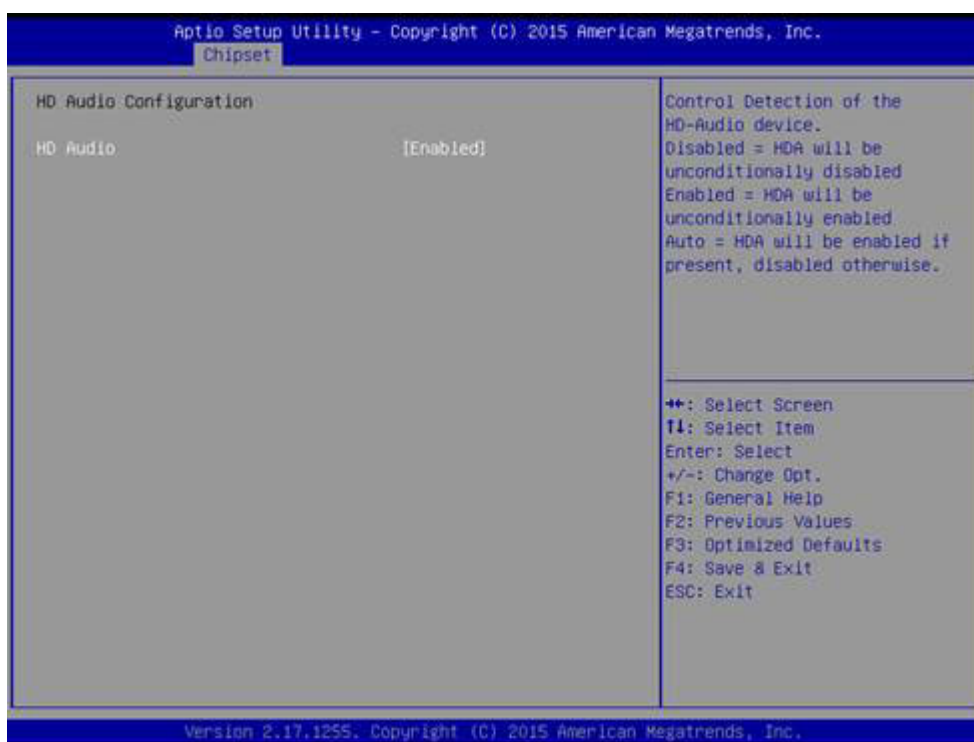 Aptio Setup Utility - Copyright (C) 2015 American Megatrends, Inc.
Chipset
HD Audio Configuration
HD Audio [Enabled]
Control Detection of the
HD-Audio device.
Disabled = HDA will be
unconditionally disabled
Enabled = HDA will be
unconditionally enabled
Auto = HDA will be enabled if
present, disabled otherwise.
→←: Select Screen
↑↓: Select Item
Enter: Select
+/-: Change Opt.
F1: General Help
F2: Previous Values
F3: Optimized Defaults
F4: Save & Exit
ESC: Exit
Version 2.17.1255. Copyright (C) 2015 American Megatrends, Inc.